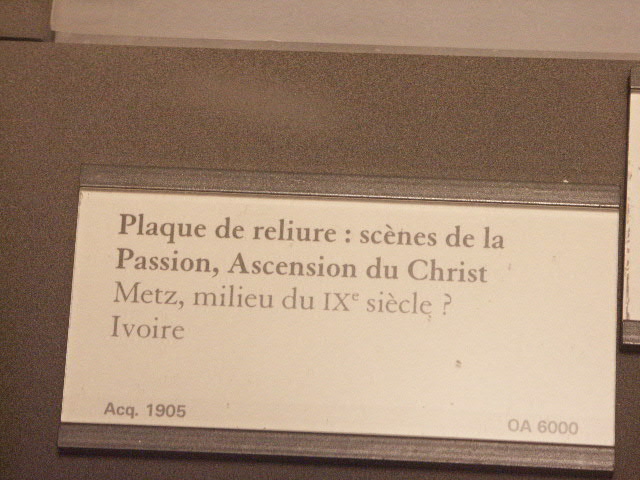 Plaque de reliure : scènes de la
Passion, Ascension du Christ
Metz, milieu du IXᵉ siècle ?
Ivoire
Acq. 1905
OA 6000